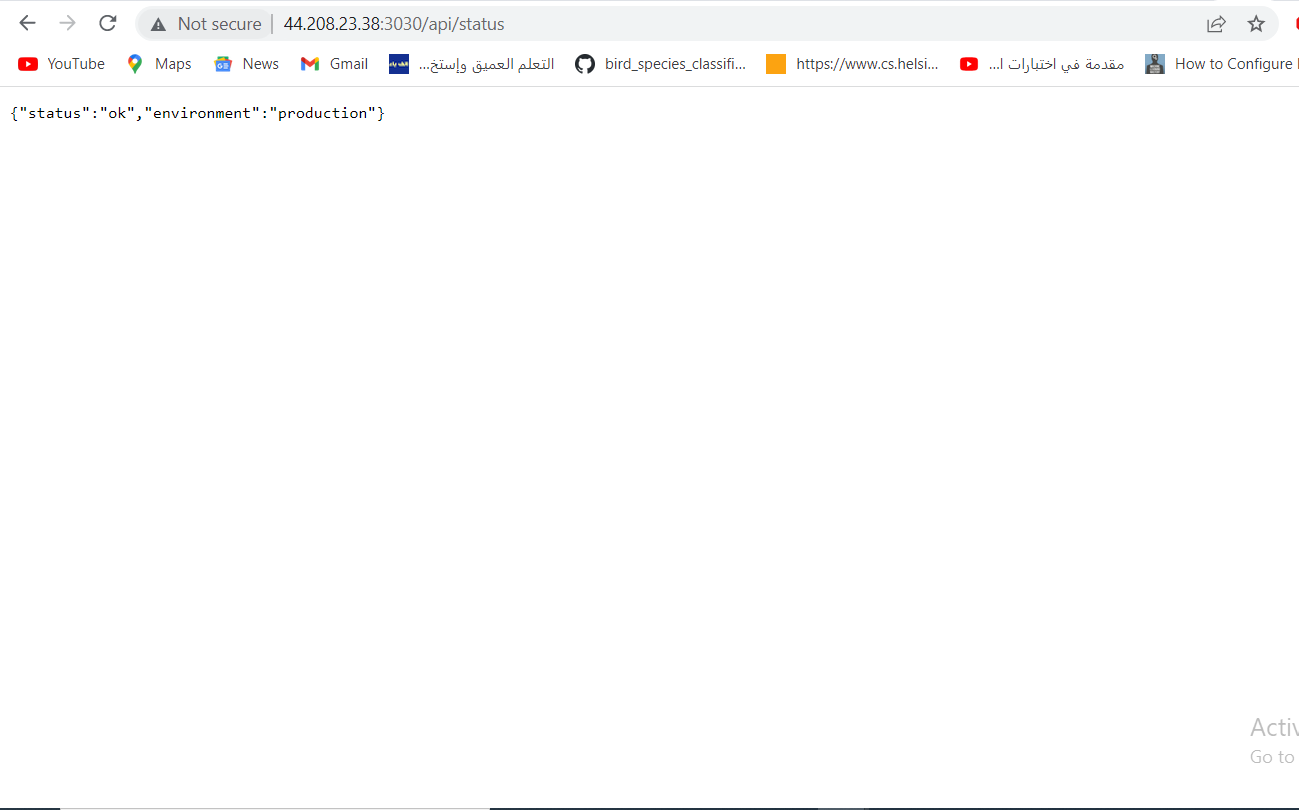 Not secure 44.208.23.38:3030/api/status
YouTube Maps News Gmail التعلم العميق وإستخ... bird_species_classifi... https://www.cs.helsi... مقدمة في اختبارات ا... How to Configure
{"status":"ok","environment":"production"}
Activ
Go to